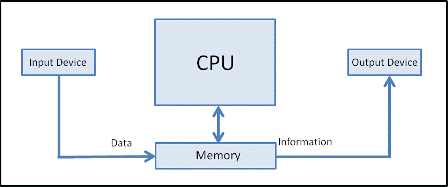 CPU
Input Device
Output Device
Data
Information
Memory